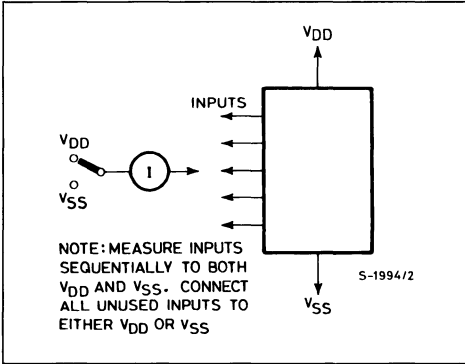 VDD
INPUTS
VDD
I
VSS
NOTE: MEASURE INPUTS
SEQUENTIALLY TO BOTH
VDD AND VSS. CONNECT
ALL UNUSED INPUTS TO
EITHER VDD OR VSS
S-1994/2
VSS